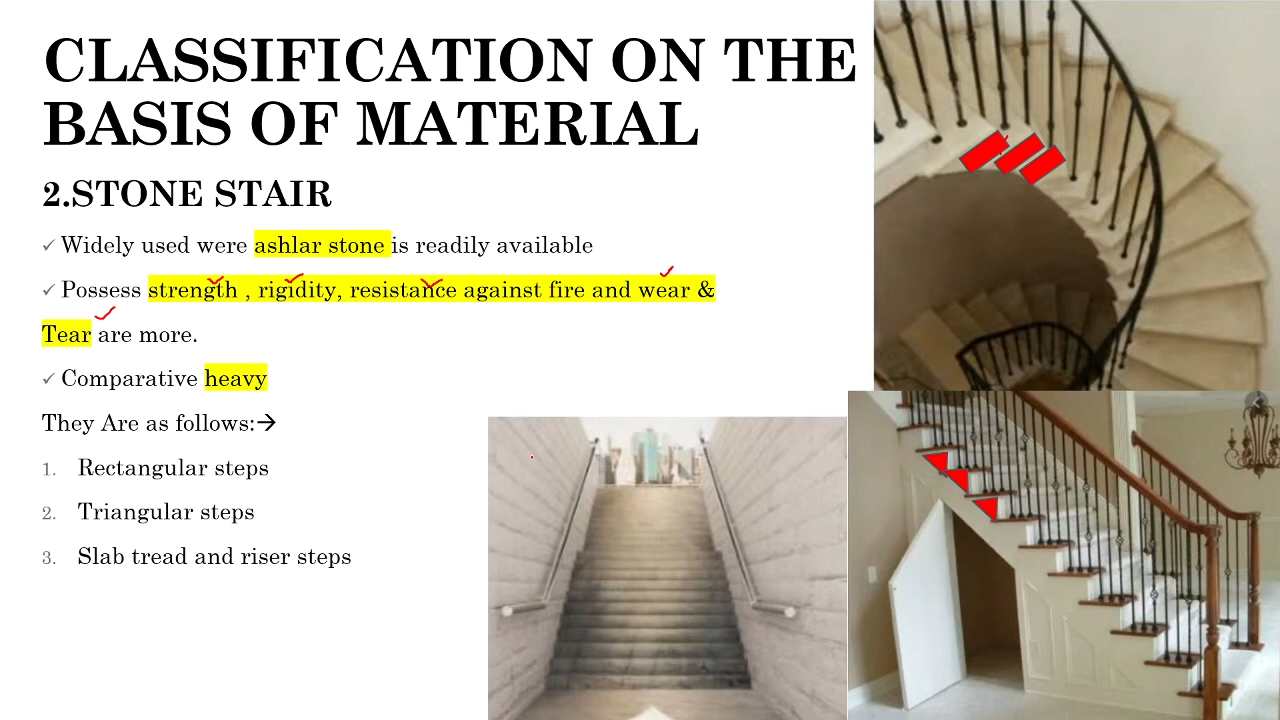 CLASSIFICATION ON THE
BASIS OF MATERIAL
2.STONE STAIR
✓ Widely used were ashlar stone is readily available
✓ Possess strength , rigidity, resistance against fire and wear &
Tear are more.
✓ Comparative heavy
They Are as follows:→
1. Rectangular steps
2. Triangular steps
3. Slab tread and riser steps